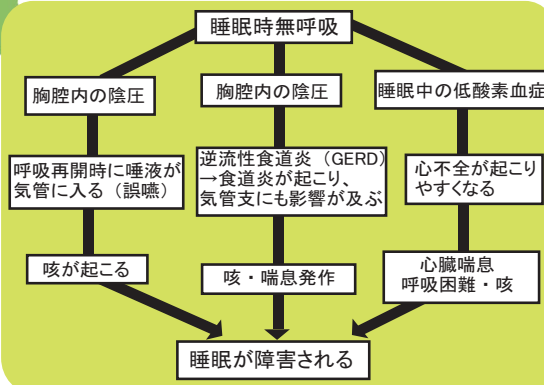 睡眠時無呼吸
胸腔内の陰圧
胸腔内の陰圧
睡眠中の低酸素血症
呼吸再開時に唾液が
気管に入る（誤嚥）
逆流性食道炎（GERD）
→食道炎が起こり、
気管支にも影響が及ぶ
心不全が起こり
やすくなる
咳が起こる
咳・喘息発作
心臓喘息
呼吸困難・咳
睡眠が障害される